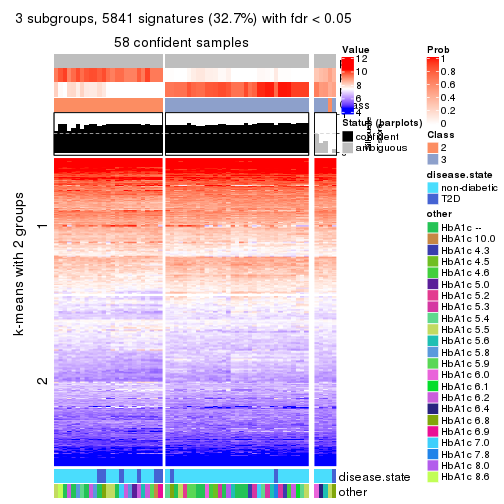 3 subgroups, 5841 signatures (32.7%) with fdr < 0.05
58 confident samples
k-means with 2 groups
1
2
disease.state
other
Value
12
10
8
6
4
Status (barplots)
confident
ambiguous
Prob
1
0.8
0.6
0.4
0.2
0
Class
2
3
disease.state
non-diabetic
T2D
other
HbA1c --
HbA1c 10.0
HbA1c 4.3
HbA1c 4.5
HbA1c 4.6
HbA1c 5.0
HbA1c 5.2
HbA1c 5.3
HbA1c 5.4
HbA1c 5.5
HbA1c 5.6
HbA1c 5.8
HbA1c 5.9
HbA1c 6.0
HbA1c 6.1
HbA1c 6.2
HbA1c 6.4
HbA1c 6.8
HbA1c 6.9
HbA1c 7.0
HbA1c 7.8
HbA1c 8.0
HbA1c 8.6